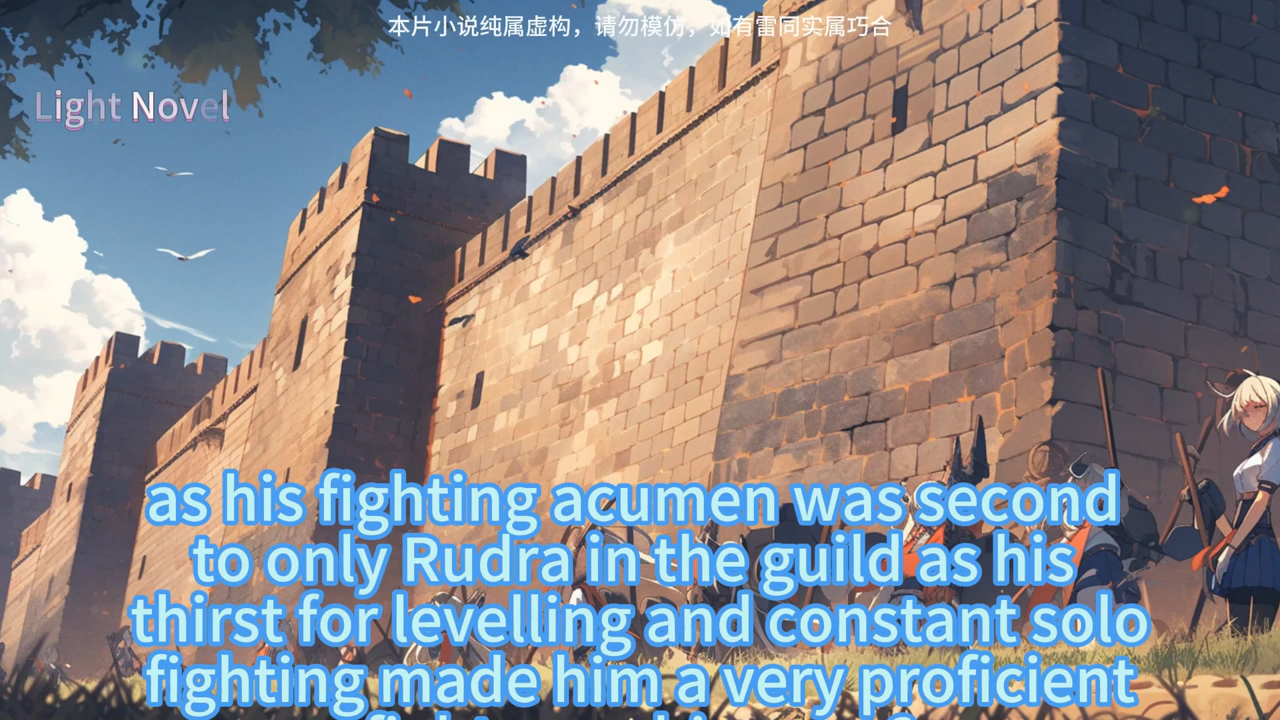 本片小说纯属虚构，请勿模仿，如有雷同实属巧合
Light Novel
as his fighting acumen was second
to only Rudra in the guild as his
thirst for levelling and constant solo
fighting made him a very proficient